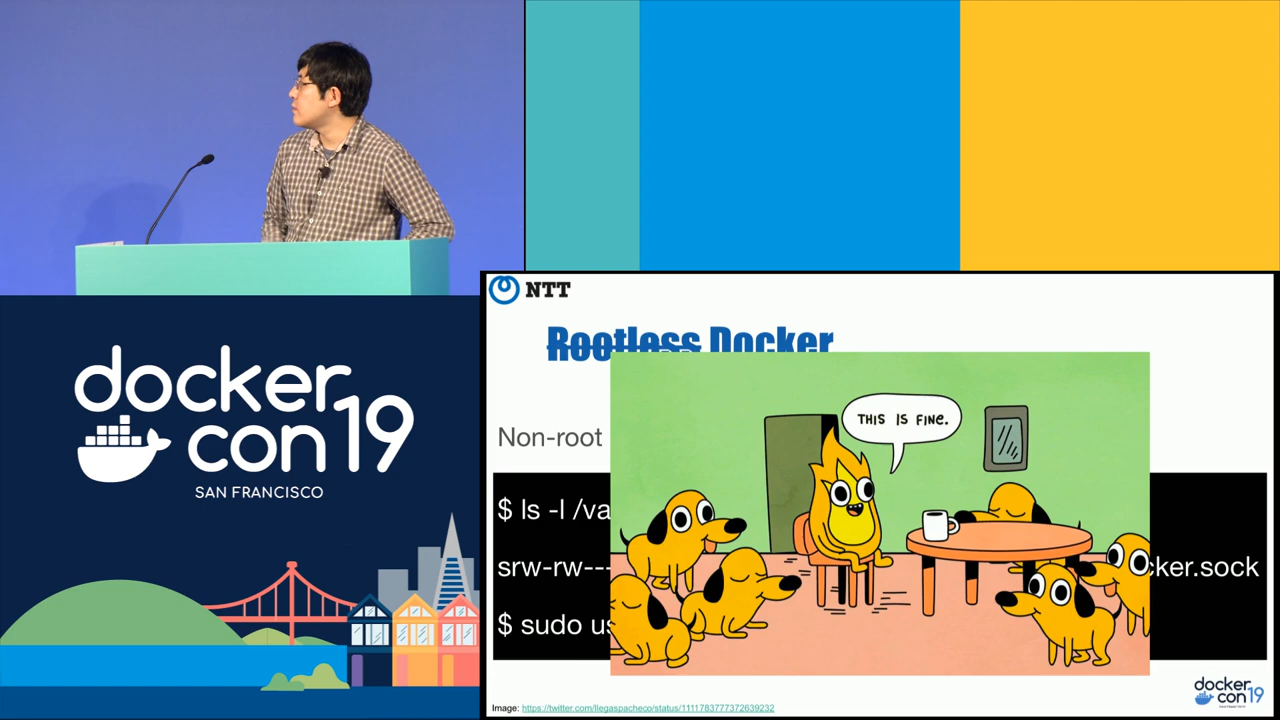 docker
con19
SAN FRANCISCO
NTT
Rootless Docker
THIS IS FINE.
Non-root
$ ls -l /va
srw-rw---
cker.sock
$ sudo us
docker
con19
Image: https://twitter.com/llegaspacheco/status/1111783777372639232